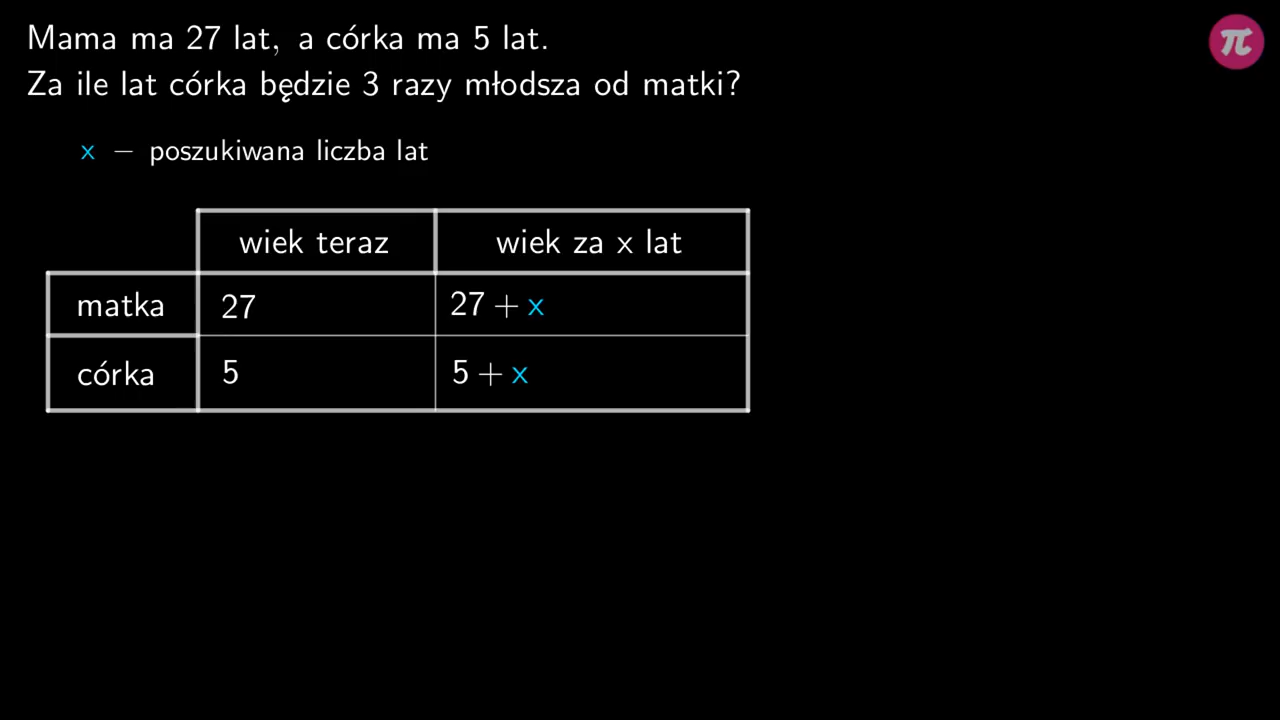 Mama ma 27 lat, a córka ma 5 lat.
Za ile lat córka będzie 3 razy młodsza od matki?
x – poszukiwana liczba lat
wiek teraz wiek za x lat
matka 27 27 + x
córka 5 5 + x
π